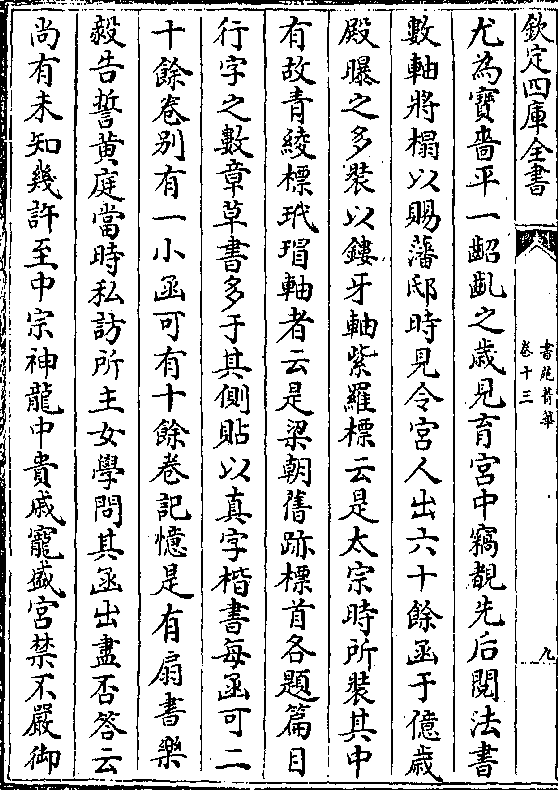 欽定四庫全書
書苑菁華
卷十三
九
尤為寶嗇平一齠齓之歲見育宮中竊覩先后閱法書
數軸將榻以賜藩邸時見令宮人出六十餘函于億歲
殿曝之多裝以鏤牙軸紫羅標云是太宗時所裝其中
有故青綾標玳瑁軸者云是梁朝舊跡標首各題篇目
行字之數章草書多于其側貼以真字楷書每函可二
十餘卷别有一小函可有十餘卷記憶是有扇書樂
毅告誓黄庭當時私訪所主女學問其函出盡否答云
尚有未知幾許至中宗神龍中貴戚寵盛宮禁不嚴御